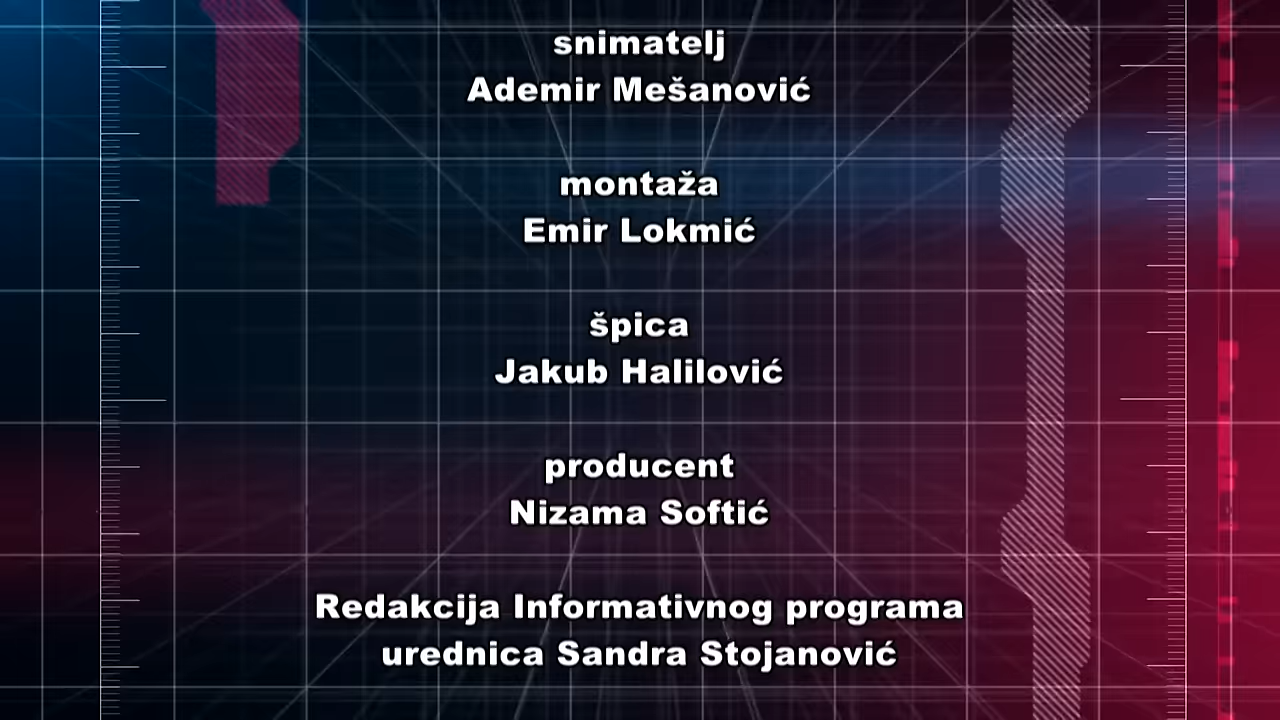 snimatelj
Ademir Mešanović
montaža
Emir Lokmić
špica
Jakub Halilović
producent
Nizama Softić
Redakcija Informativnog programa
urednica Sandra Stojanović